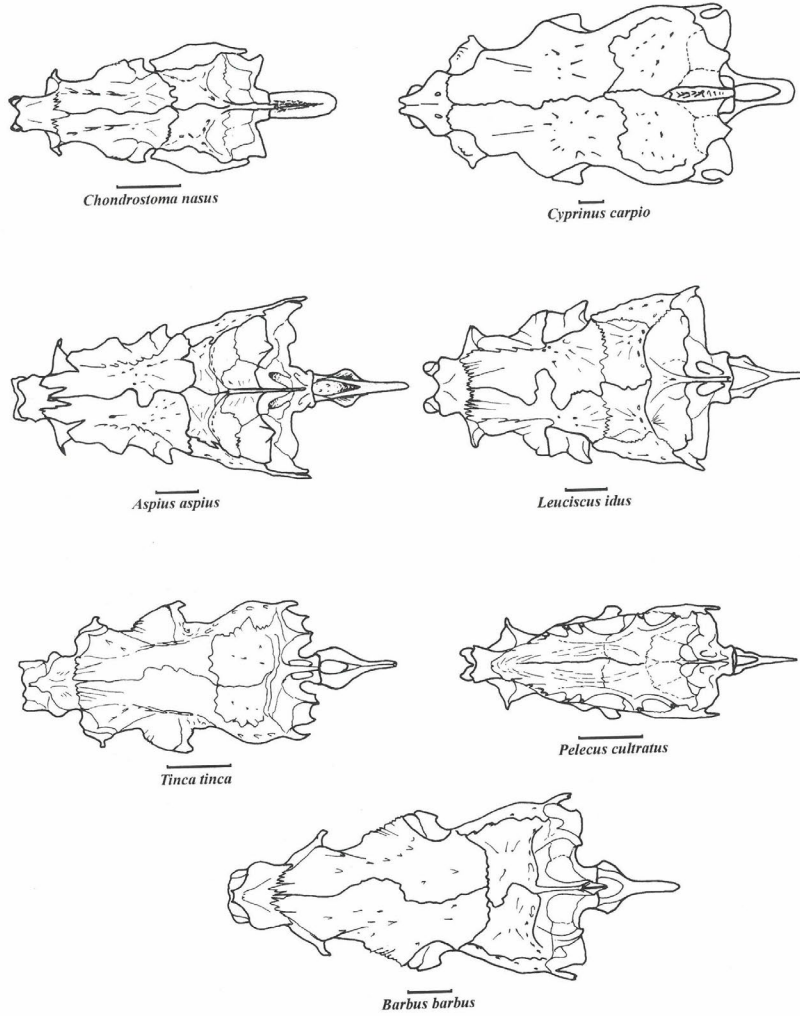 Chondrostoma nasus
Cyprinus carpio
Aspius aspius
Leuciscus idus
Tinca tinca
Pelecus cultratus
Barbus barbus